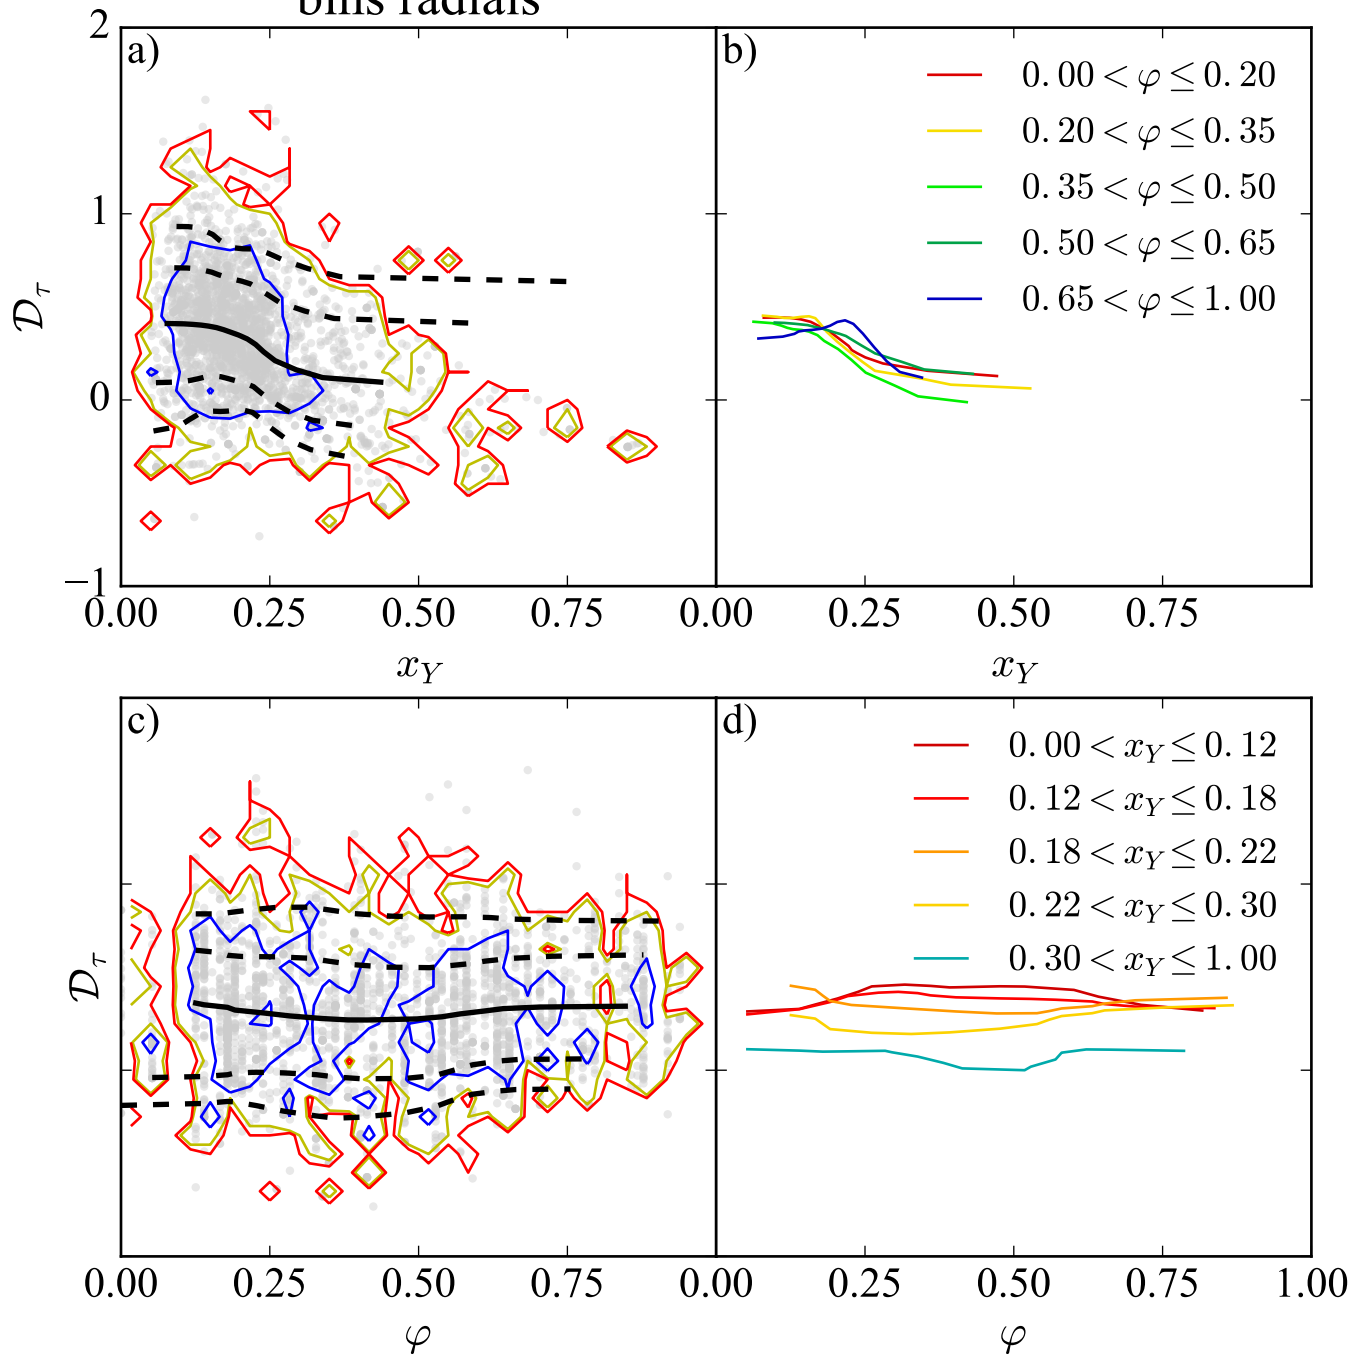 bins radials
2
a)
b)
0.00 < φ ≤ 0.20
0.20 < φ ≤ 0.35
0.35 < φ ≤ 0.50
0.50 < φ ≤ 0.65
0.65 < φ ≤ 1.00
1
𝒟τ
0
−1
0.00 0.25 0.50 0.75 0.00 0.25 0.50 0.75
xY xY
c)
d)
0.00 < xY ≤ 0.12
0.12 < xY ≤ 0.18
0.18 < xY ≤ 0.22
0.22 < xY ≤ 0.30
0.30 < xY ≤ 1.00
𝒟τ
0.00 0.25 0.50 0.75 0.00 0.25 0.50 0.75 1.00
φ φ